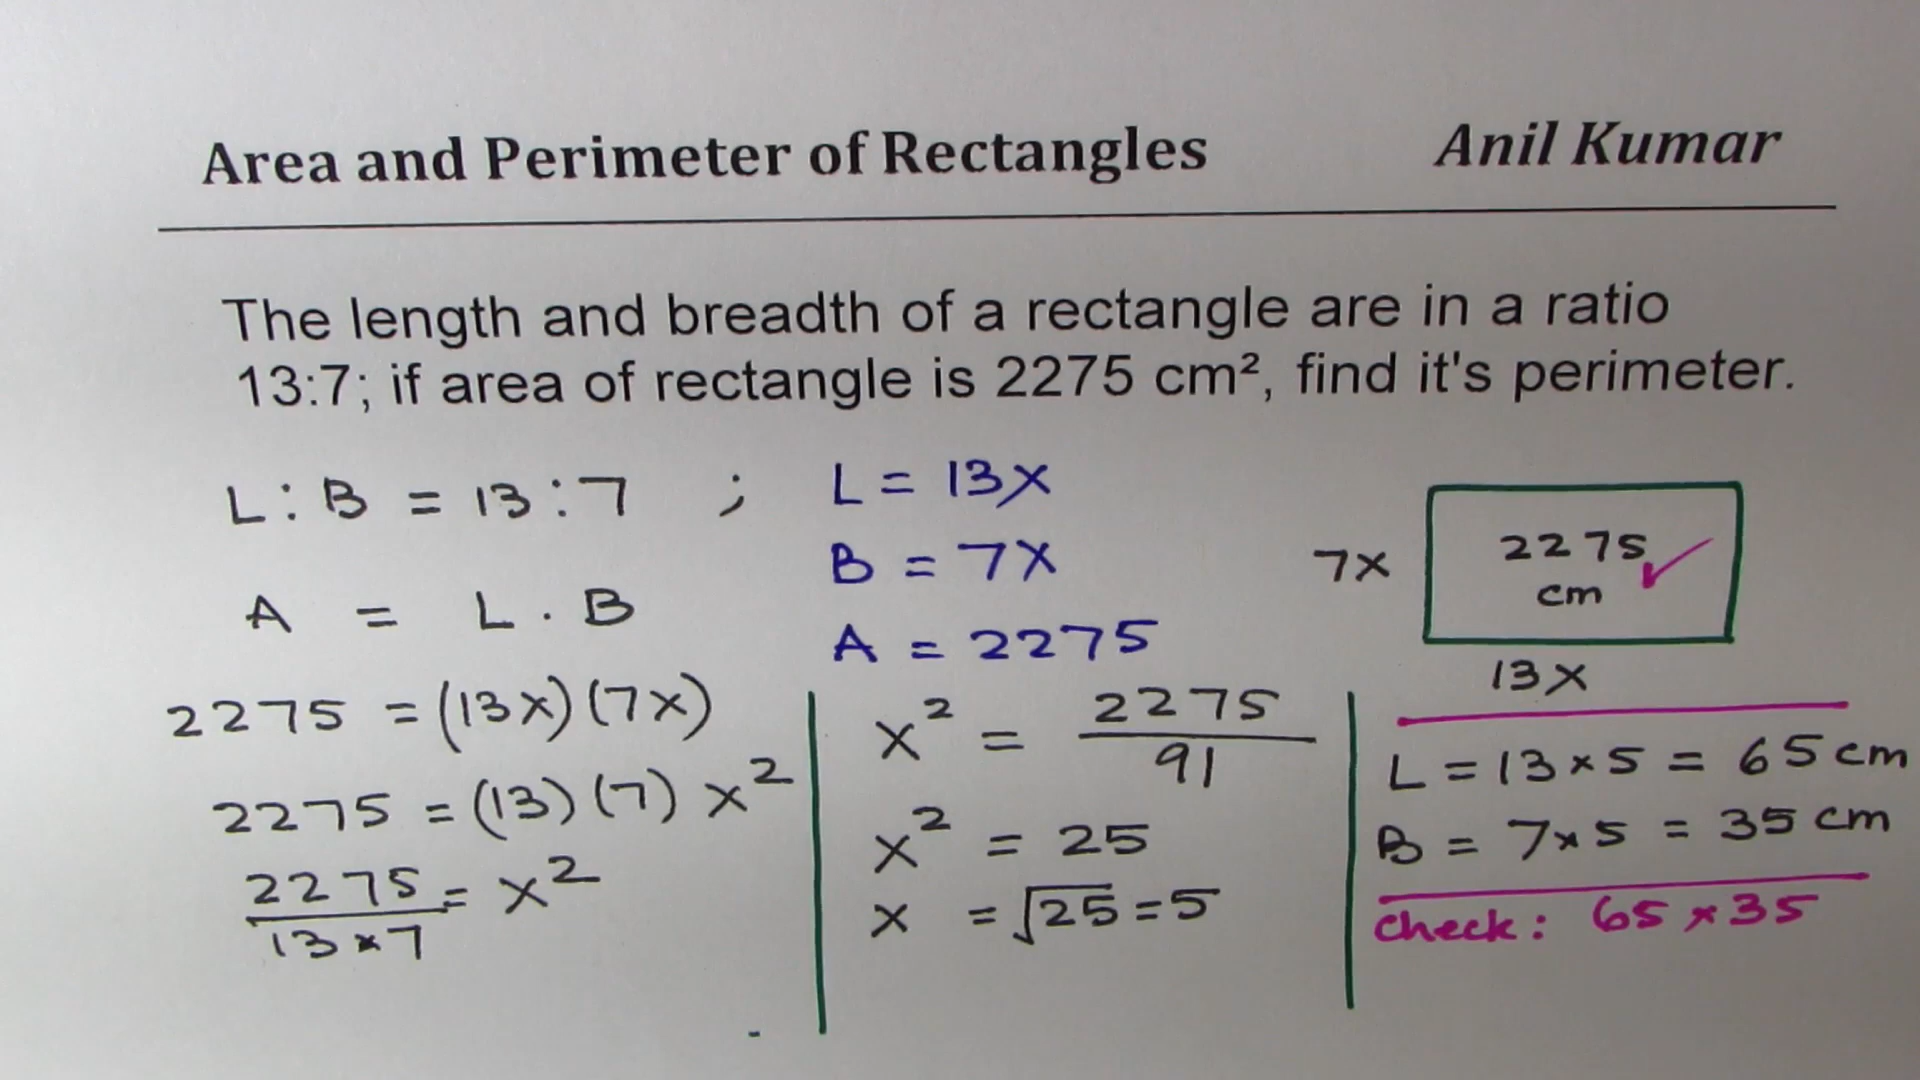 Area and Perimeter of Rectangles Anil Kumar
The length and breadth of a rectangle are in a ratio
13:7; if area of rectangle is 2275 cm², find it's perimeter.
L : B = 13 : 7 ;
A = L . B
2275 = (13x)(7x)
2275 = (13)(7) x²
2275
13 × 7
= x²
L = 13x
B = 7x
A = 2275
x² = 2275
91
x² = 25
x = √25 = 5
7x
2275
cm
13x
L = 13 × 5 = 65 cm
B = 7 × 5 = 35 cm
Check: 65 × 35